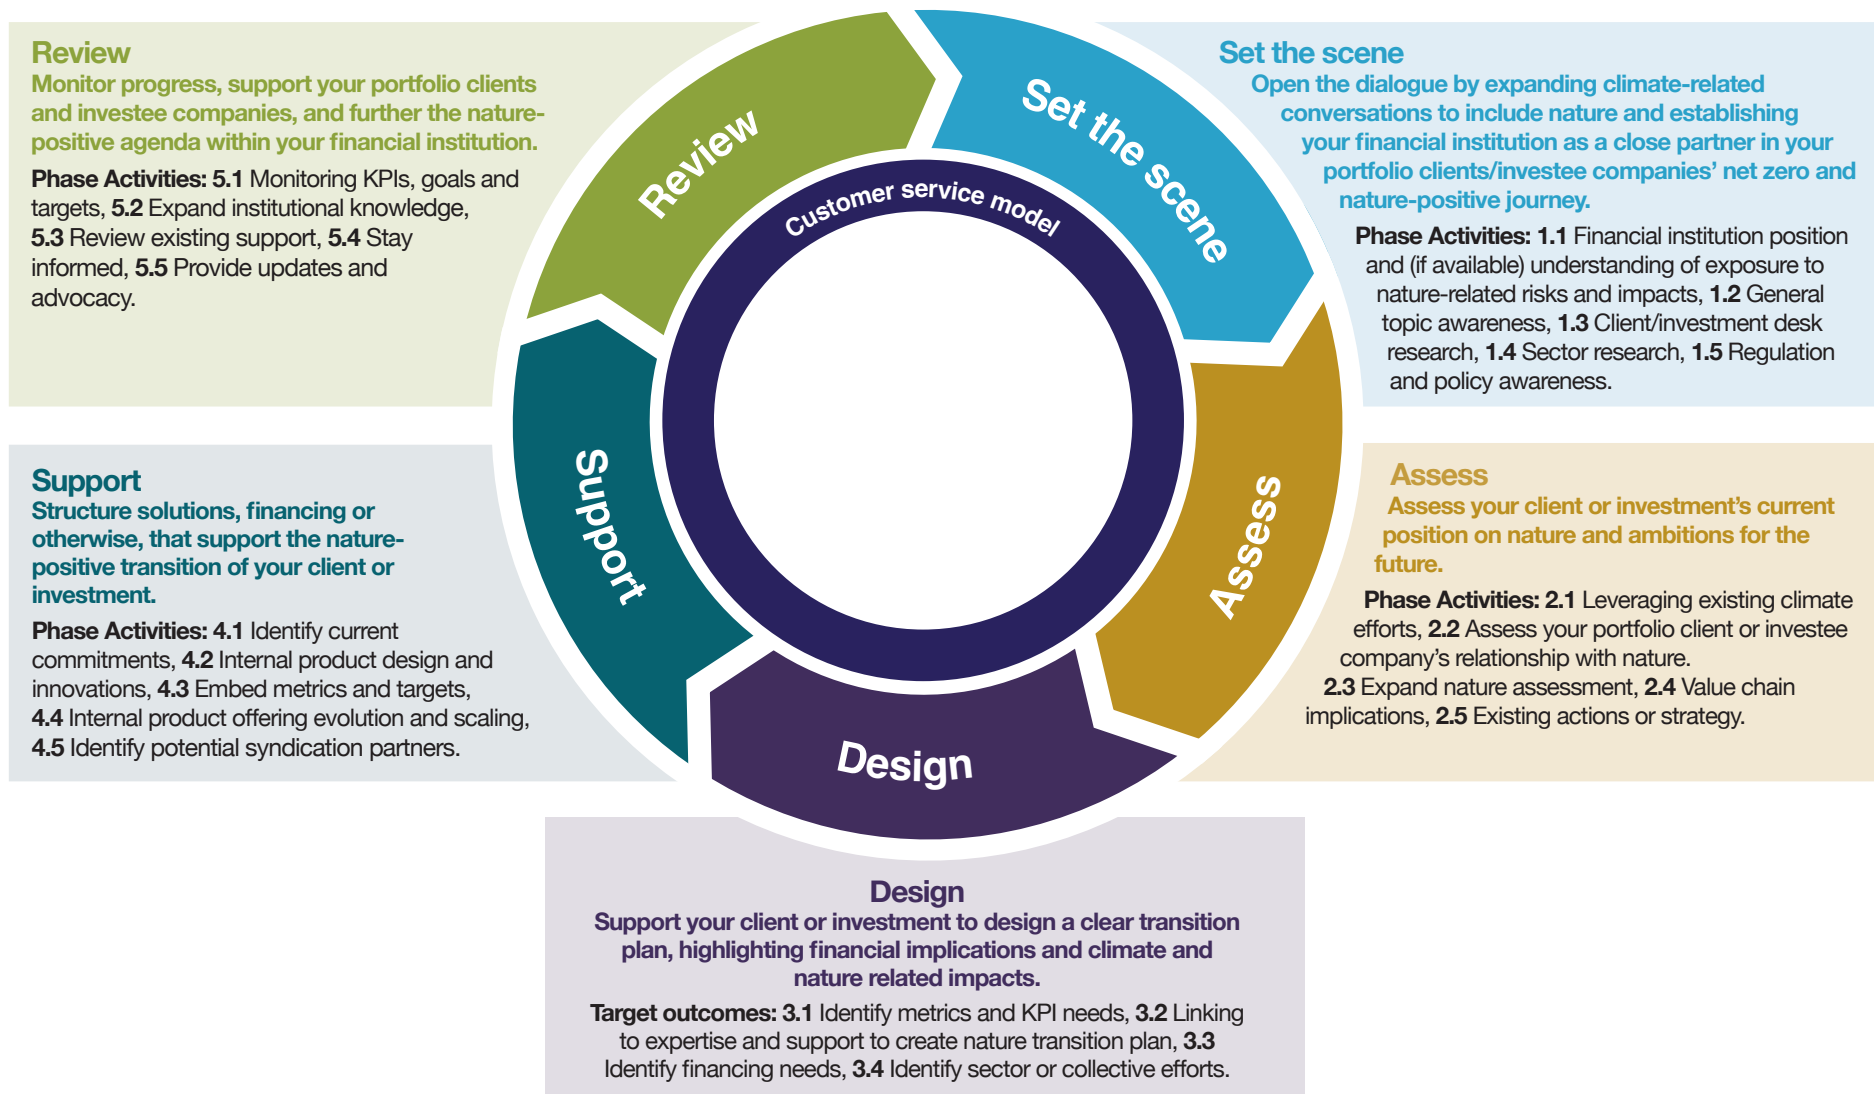 Review
Monitor progress, support your portfolio clients
and investee companies, and further the nature-
positive agenda within your financial institution.
Phase Activities: 5.1 Monitoring KPIs, goals and
targets, 5.2 Expand institutional knowledge,
5.3 Review existing support, 5.4 Stay
informed, 5.5 Provide updates and
advocacy.
Review
Set the scene
Customer service model
Set the scene
Open the dialogue by expanding climate-related
conversations to include nature and establishing
your financial institution as a close partner in your
portfolio clients/investee companies’ net zero and
nature-positive journey.
Phase Activities: 1.1 Financial institution position
and (if available) understanding of exposure to
nature-related risks and impacts, 1.2 General
topic awareness, 1.3 Client/investment desk
research, 1.4 Sector research, 1.5 Regulation
and policy awareness.
Support
Structure solutions, financing or
otherwise, that support the nature-
positive transition of your client or
investment.
Phase Activities: 4.1 Identify current
commitments, 4.2 Internal product design and
innovations, 4.3 Embed metrics and targets,
4.4 Internal product offering evolution and scaling,
4.5 Identify potential syndication partners.
Support
Assess
Design
Assess
Assess your client or investment’s current
position on nature and ambitions for the
future.
Phase Activities: 2.1 Leveraging existing climate
efforts, 2.2 Assess your portfolio client or investee
company’s relationship with nature.
2.3 Expand nature assessment, 2.4 Value chain
implications, 2.5 Existing actions or strategy.
Design
Support your client or investment to design a clear transition
plan, highlighting financial implications and climate and
nature related impacts.
Target outcomes: 3.1 Identify metrics and KPI needs, 3.2 Linking
to expertise and support to create nature transition plan, 3.3
Identify financing needs, 3.4 Identify sector or collective efforts.